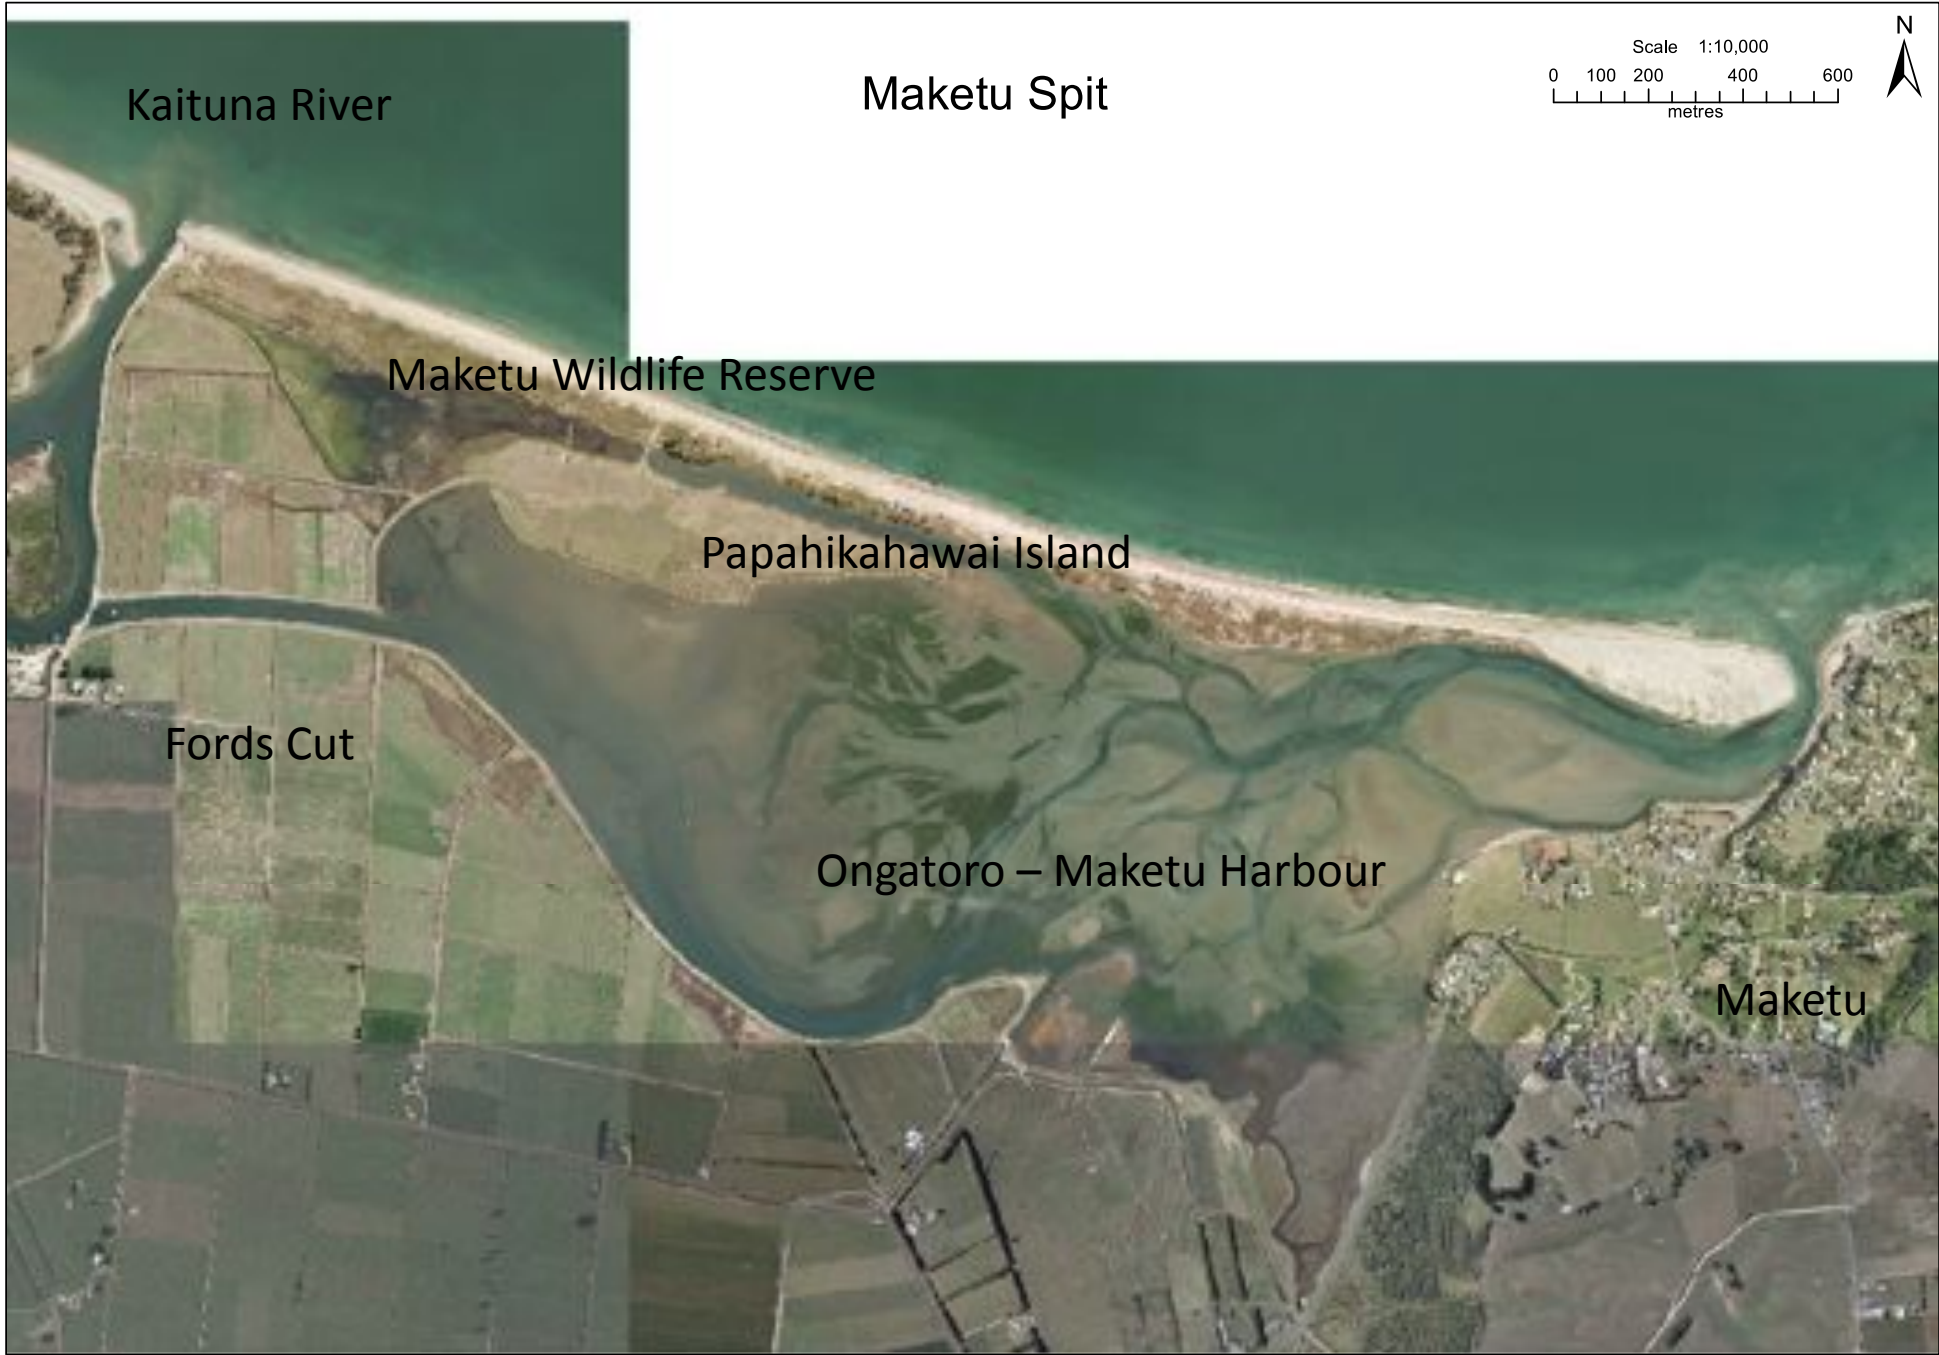 N
Scale 1:10,000
0 100 200 400 600
metres
Maketu Spit
Kaituna River
Maketu Wildlife Reserve
Papahikahawai Island
Fords Cut
Ongatoro – Maketu Harbour
Maketu